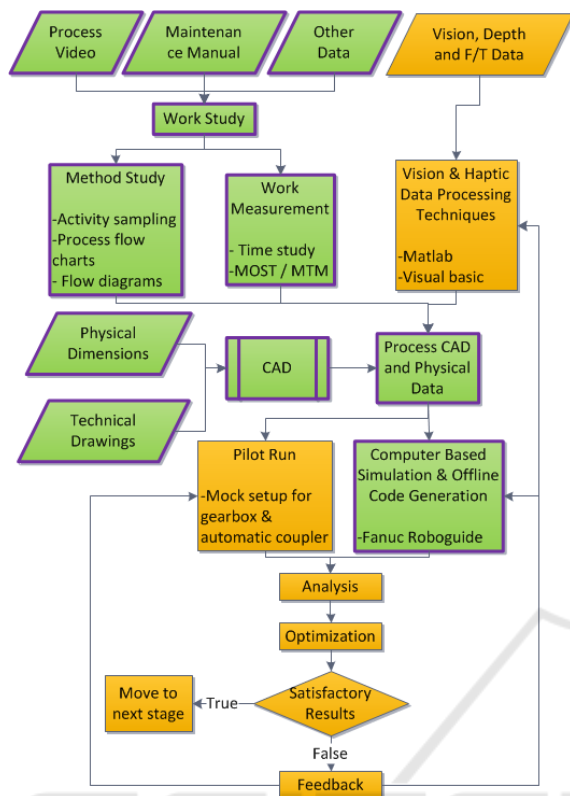 Process
Video
Maintenan
ce Manual
Other
Data
Vision, Depth
and F/T Data
Work Study
Method Study
-Activity sampling
-Process flow
charts
- Flow diagrams
Work
Measurement
- Time study
-MOST / MTM
Vision & Haptic
Data Processing
Techniques
-Matlab
-Visual basic
Physical
Dimensions
Technical
Drawings
CAD
Process CAD
and Physical
Data
Pilot Run
-Mock setup for
gearbox &
automatic coupler
Computer Based
Simulation & Offline
Code Generation
-Fanuc Roboguide
Analysis
Optimization
Satisfactory
Results
True
Move to
next stage
False
Feedback